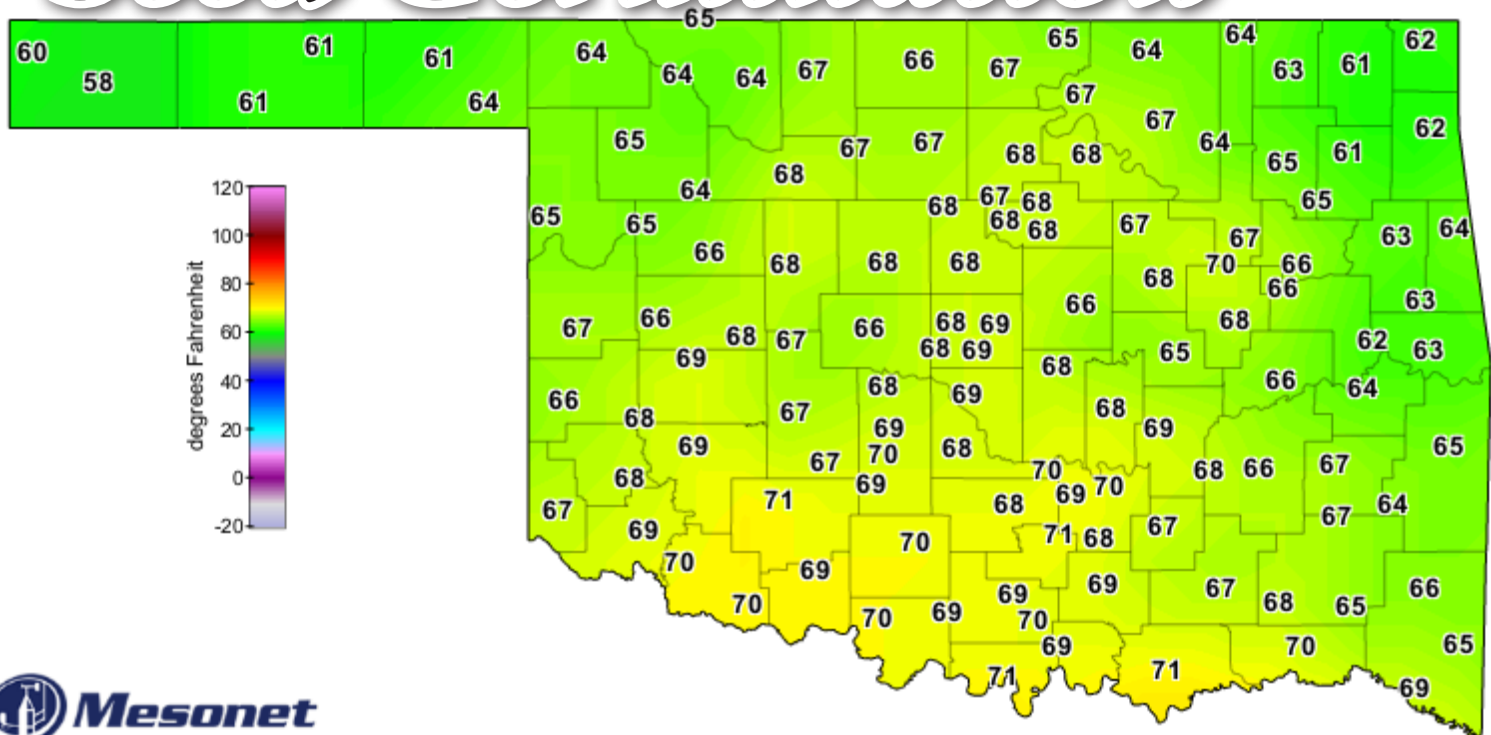 65
60 61 61 64 64 64 67 66 67 65 64 64 63 61 62
58 61 64 67
65 67 67 68 68 67 64 65 61 62
64 68 65
65 65 68 67 68 68 68 67 67 63 64
66 68 68 68 68 70 66 66 63
67 66 68 67 66 68 69 66 68 62 63
69 68 69 68 65
66 68 67 68 69 68 69 66 64
69 67 69 70 68 70 68 66 67 65
68 71 69 68 69 70 64
67 69 70 71 68 67 67
70 69 69 67 66
70 70 69 69 70 68 65
69 71 71 70 65
69
120
100
80
60
40
20
0
-20
degrees Fahrenheit
Mesonet